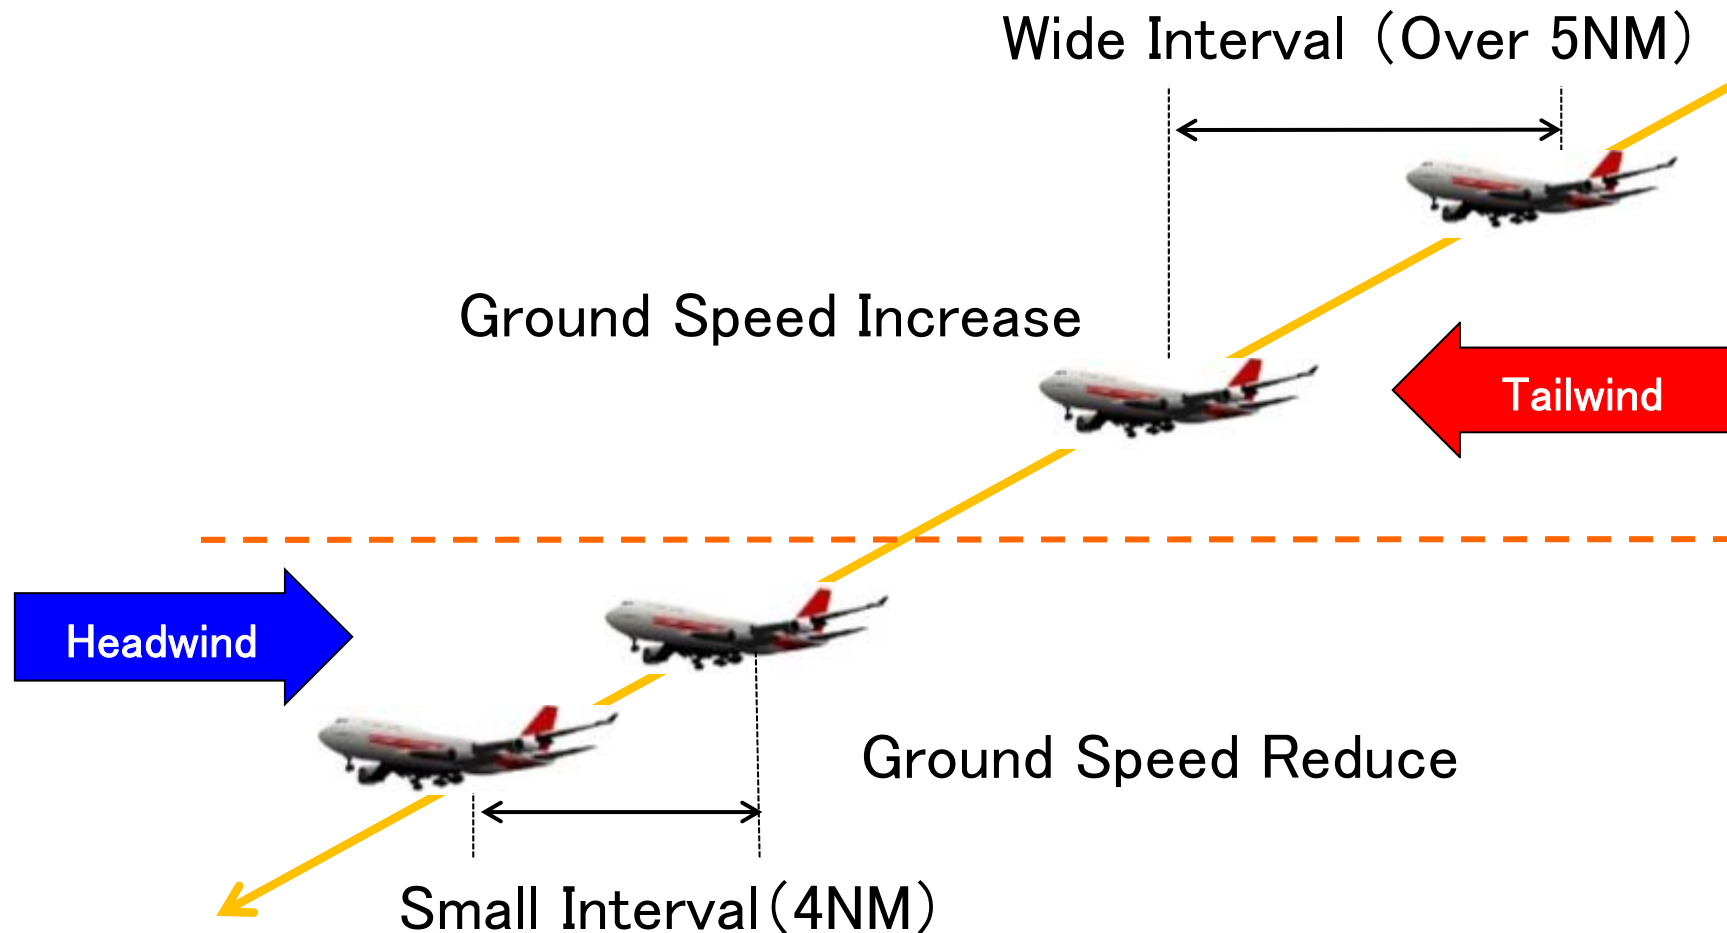 Wide Interval（Over 5NM）
Ground Speed Increase
Tailwind
Headwind
Ground Speed Reduce
Small Interval（4NM）